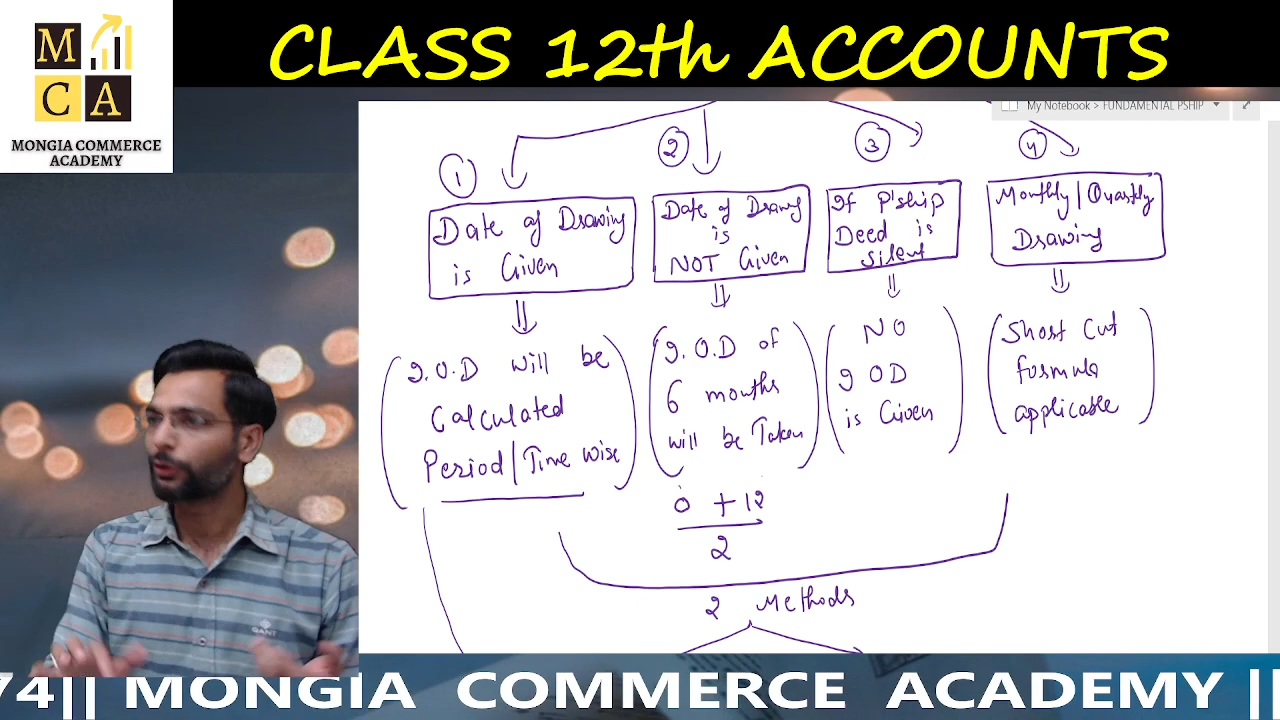 M
C A
MONGIA COMMERCE
ACADEMY
CLASS 12th ACCOUNTS
My Notebook > FUNDAMENTAL PSHIP
1
Date of Drawing
is Given
I.O.D will be
Calculated
Period/Time wise
2
Date of Drawing
is
NOT Given
I.O.D of
6 months
will be Taken
0 + 12
2
3
If P'ship
Deed is
silent
NO
IOD
is Given
4
Monthly/Quartly
Drawing
Short Cut
formula
applicable
2 Methods
GANT
74|| MONGIA COMMERCE ACADEMY ||